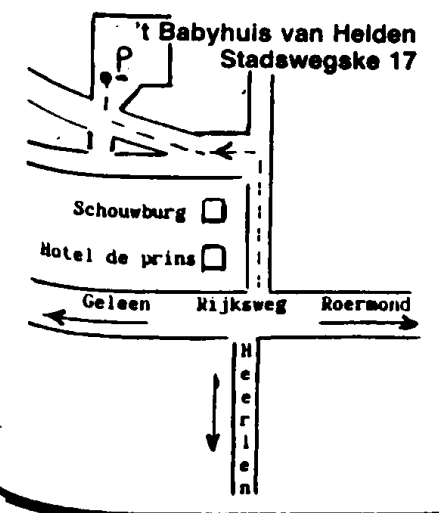 't Babyhuis van Helden
Stadswegske 17
P
Schouwburg
Hotel de prins
Geleen Rijksweg Roermond
Heerlen